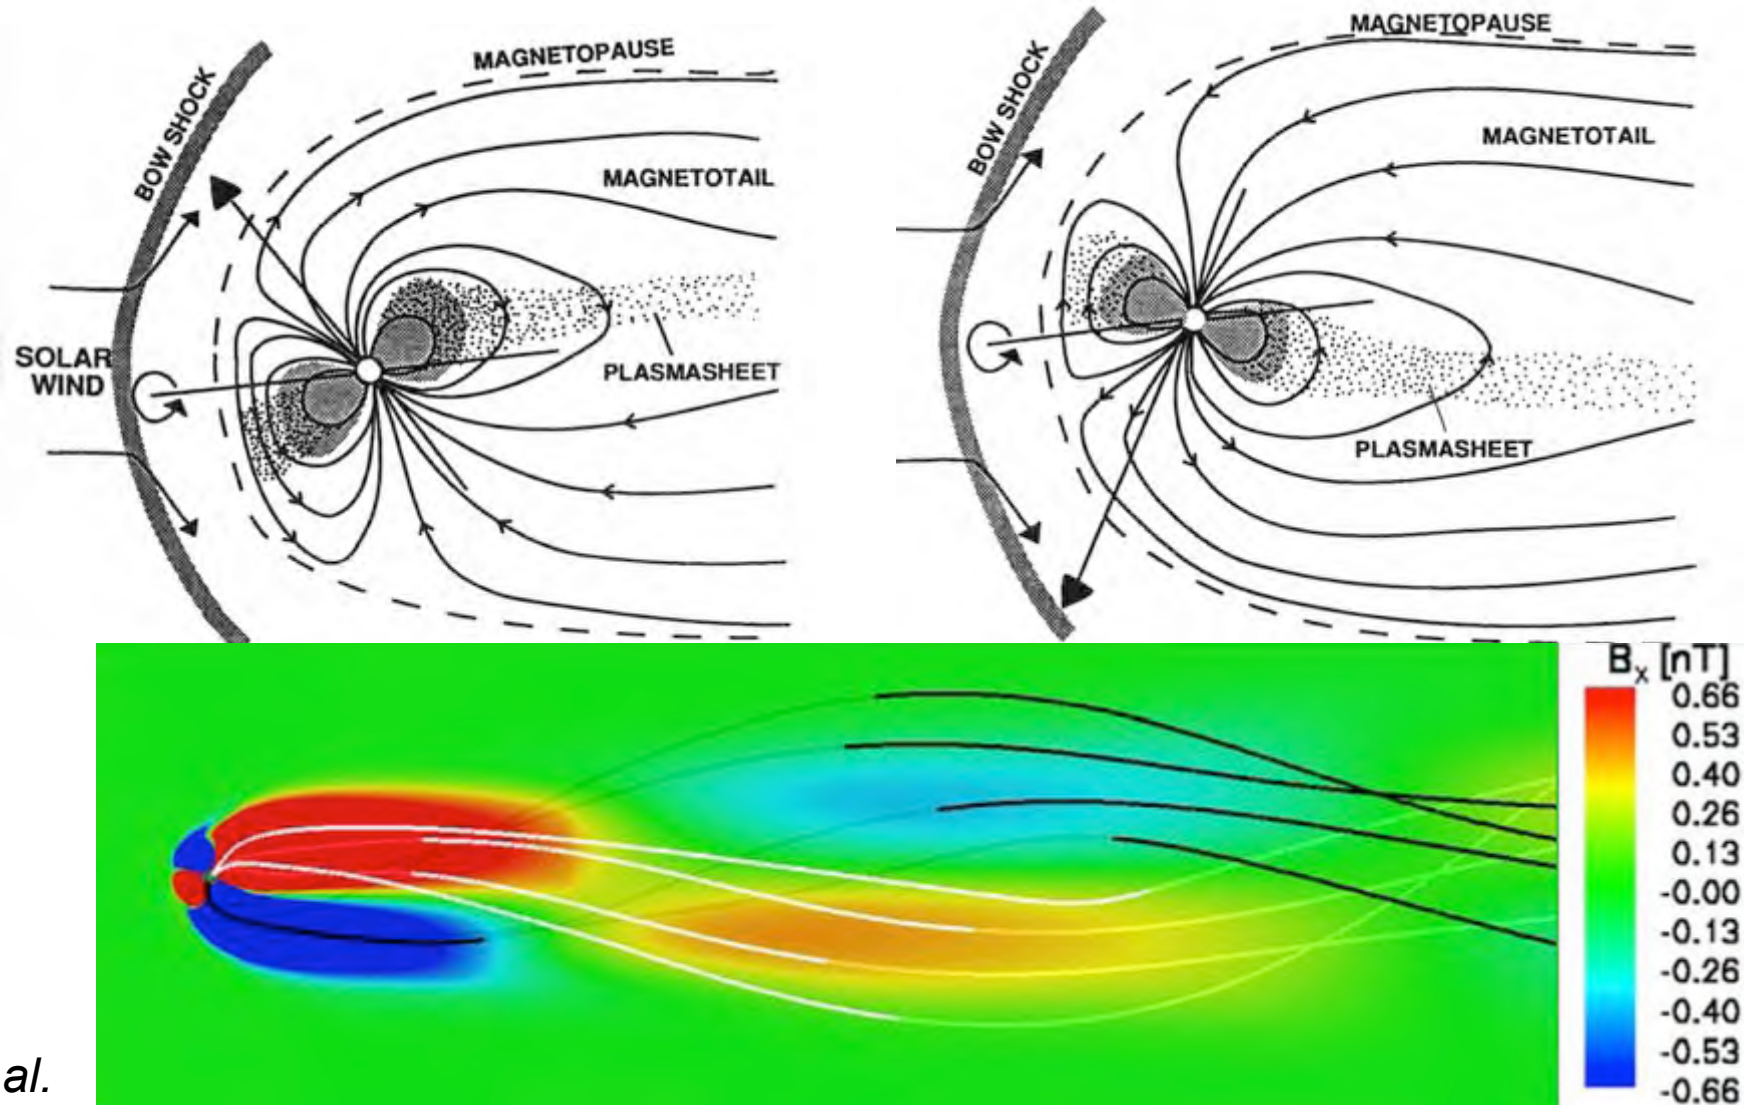 MAGNETOPAUSE
BOW SHOCK
MAGNETOTAIL
SOLAR
WIND
PLASMASHEET
MAGNETOPAUSE
BOW SHOCK
MAGNETOTAIL
PLASMASHEET
Bx [nT]
0.66
0.53
0.40
0.26
0.13
-0.00
-0.13
-0.26
-0.40
-0.53
-0.66
al.